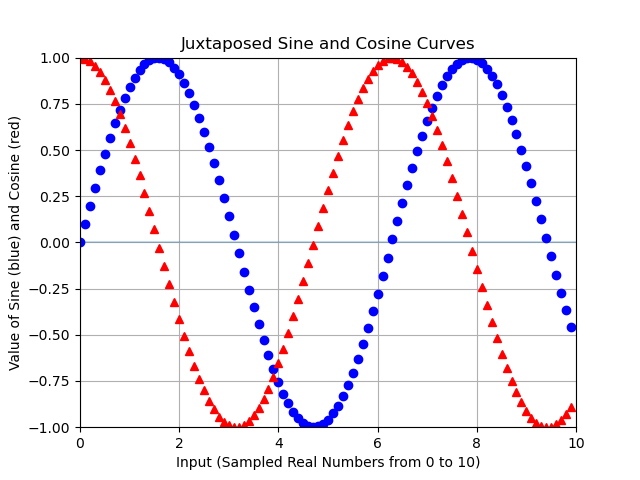 Juxtaposed Sine and Cosine Curves
Value of Sine (blue) and Cosine (red)
1.00
0.75
0.50
0.25
0.00
−0.25
−0.50
−0.75
−1.00
0 2 4 6 8 10
Input (Sampled Real Numbers from 0 to 10)